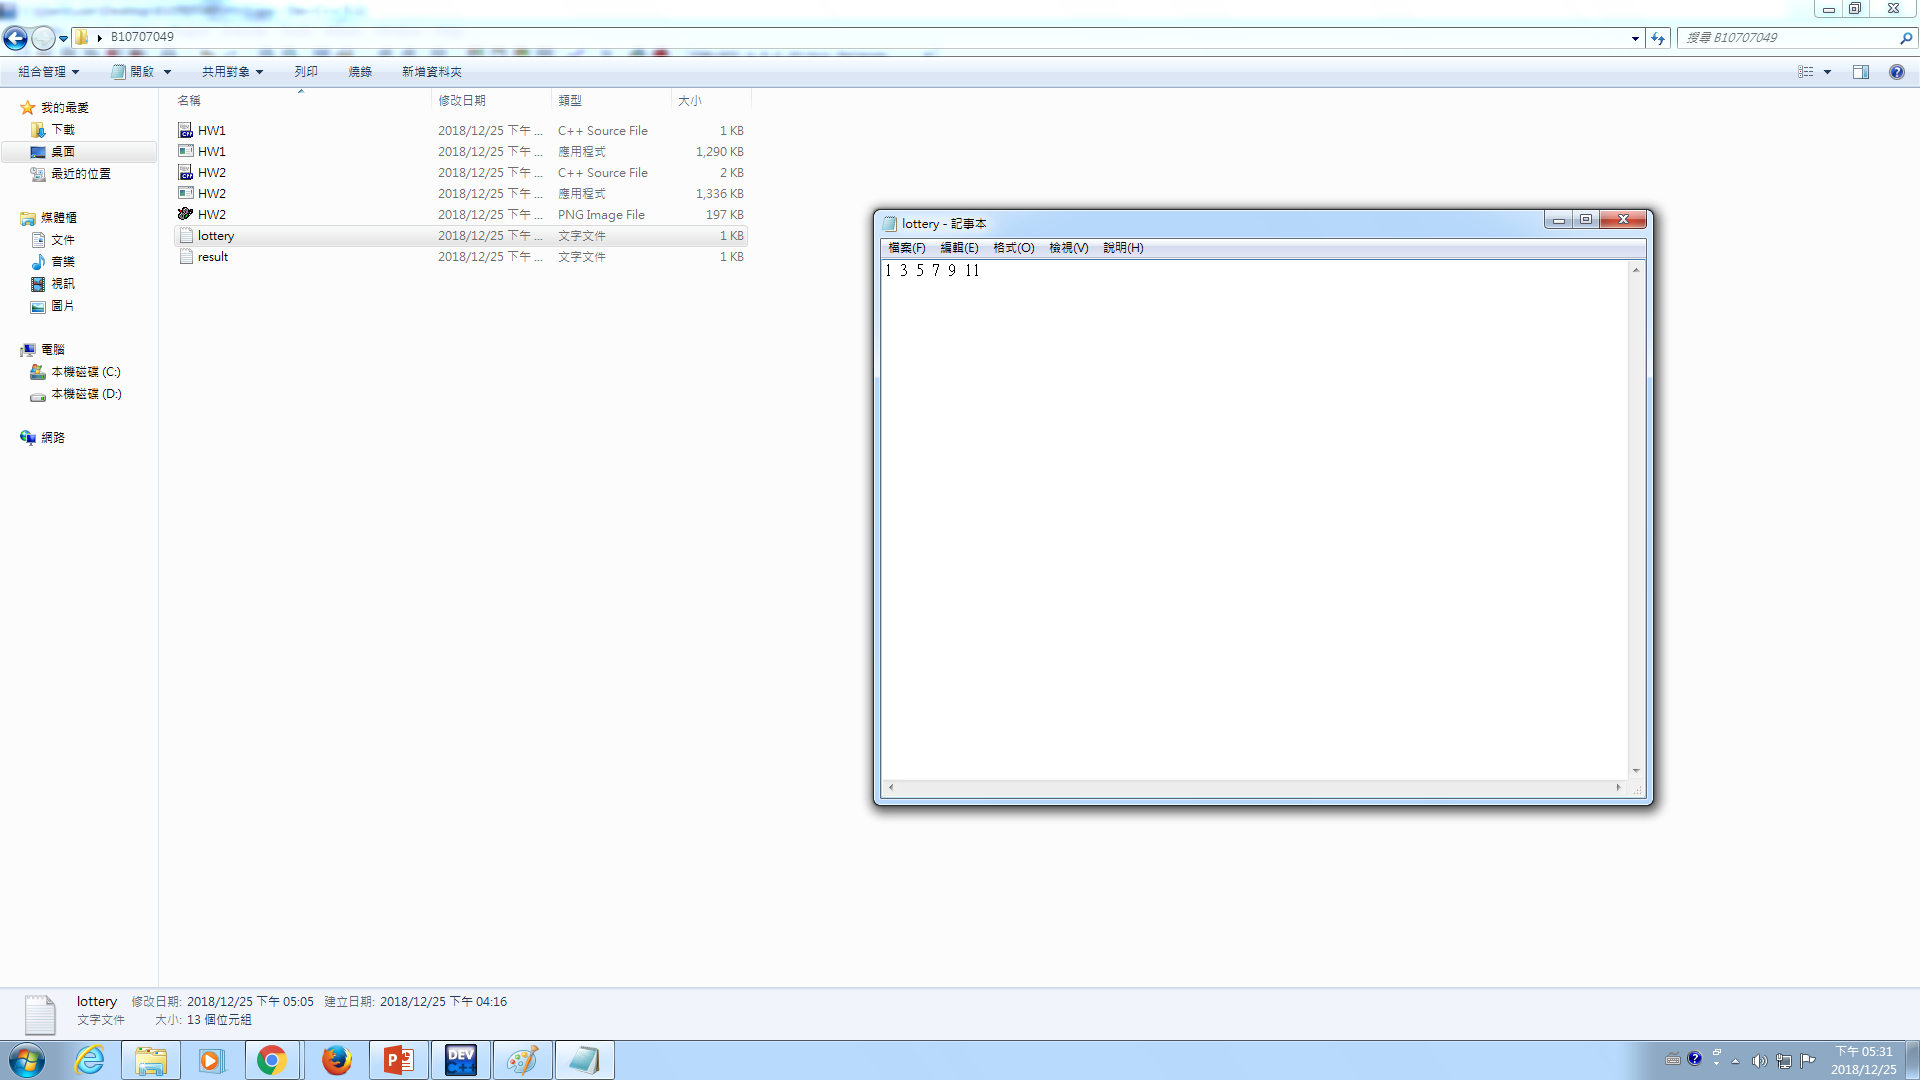 B10707049
搜尋 B10707049
組合管理 開啟 共用對象 列印 燒錄 新增資料夾
名稱 修改日期 類型 大小
我的最愛
下載
桌面
最近的位置
媒體櫃
文件
音樂
視訊
圖片
電腦
本機磁碟 (C:)
本機磁碟 (D:)
網路
HW1 2018/12/25 下午 ... C++ Source File 1 KB
HW1 2018/12/25 下午 ... 應用程式 1,290 KB
HW2 2018/12/25 下午 ... C++ Source File 2 KB
HW2 2018/12/25 下午 ... 應用程式 1,336 KB
HW2 2018/12/25 下午 ... PNG Image File 197 KB
lottery 2018/12/25 下午 ... 文字文件 1 KB
result 2018/12/25 下午 ... 文字文件 1 KB
lottery - 記事本
檔案(F) 編輯(E) 格式(O) 檢視(V) 說明(H)
1 3 5 7 9 11
lottery 修改日期: 2018/12/25 下午 05:05 建立日期: 2018/12/25 下午 04:16
文字文件 大小: 13 個位元組
DEV C++
下午 05:31
2018/12/25